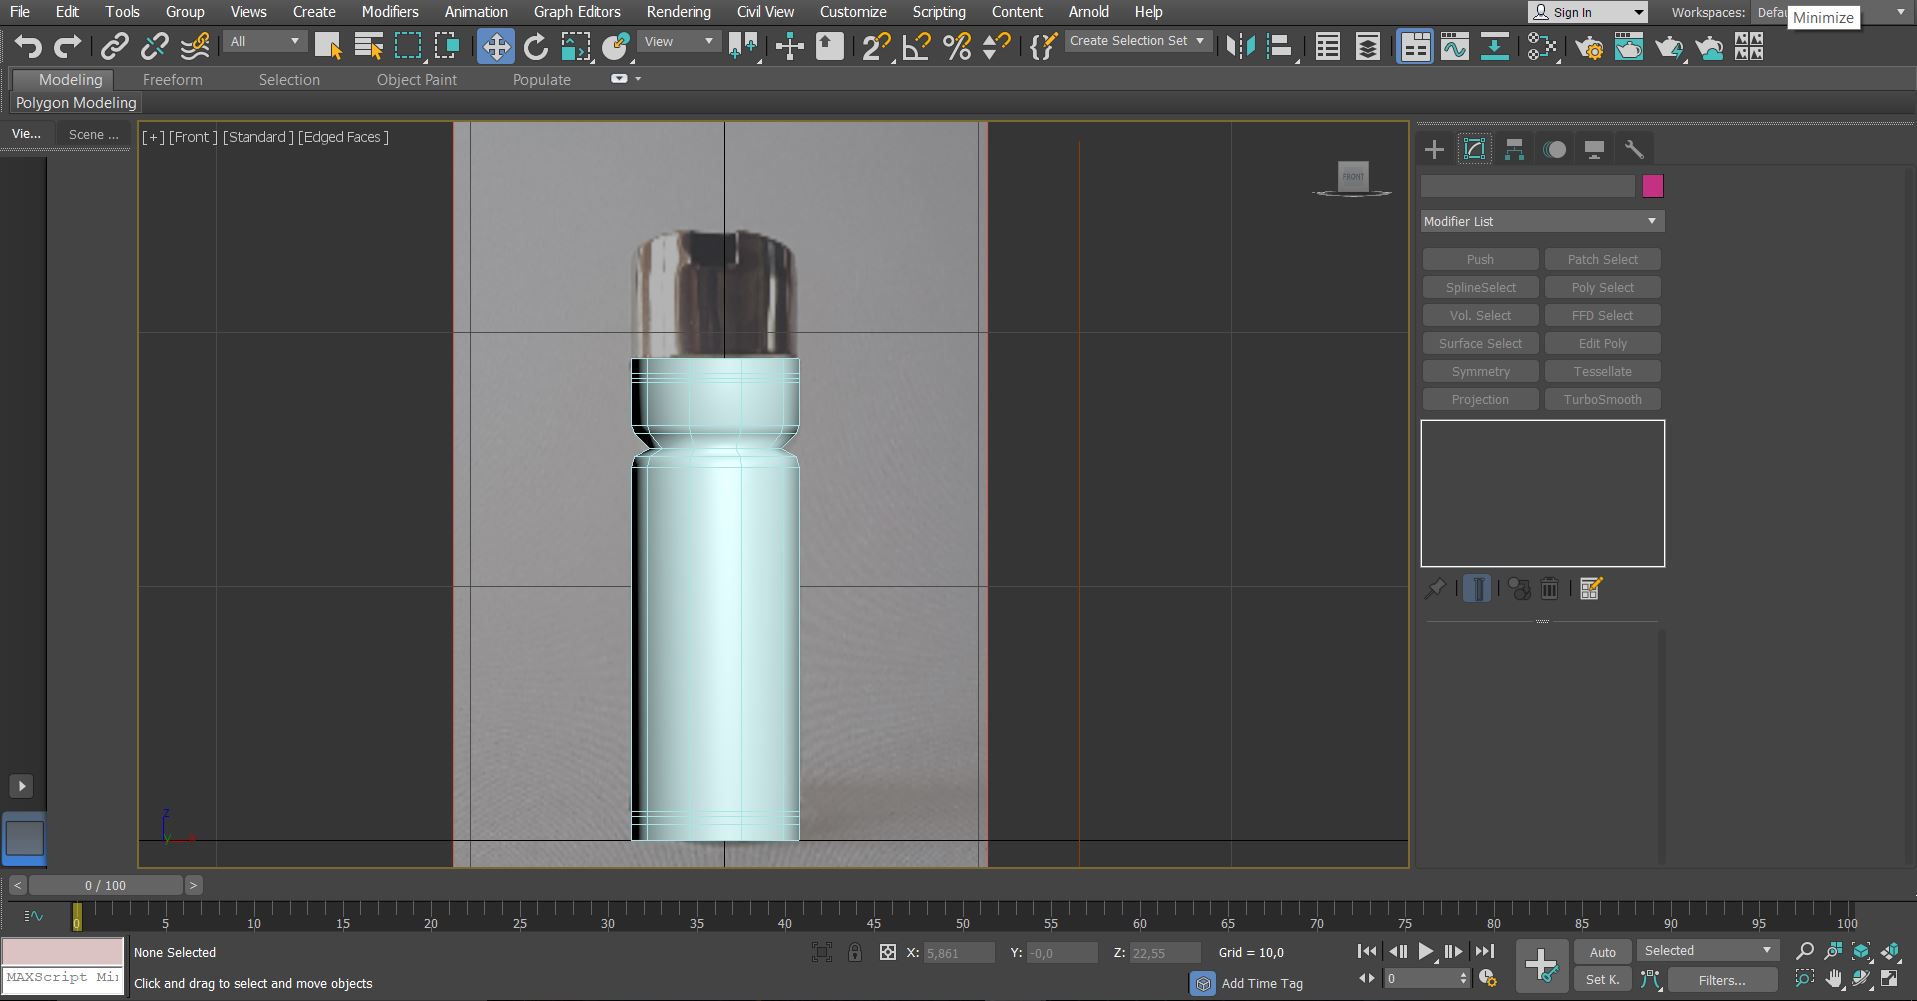 File Edit Tools Group Views Create Modifiers Animation Graph Editors Rendering Civil View Customize Scripting Content Arnold Help Sign In Workspaces: Defau Minimize
All View Create Selection Set
Modeling Freeform Selection Object Paint Populate
Polygon Modeling
Vie... Scene ...
[+] [Front ] [Standard ] [Edged Faces ]
FRONT
Modifier List
Push Patch Select
SplineSelect Poly Select
Vol. Select FFD Select
Surface Select Edit Poly
Symmetry Tessellate
Projection TurboSmooth
z
y x
< 0 / 100 >
0 5 10 15 20 25 30 35 40 45 50 55 60 65 70 75 80 85 90 95 100
None Selected X: 5,861 Y: -0,0 Z: 22,55 Grid = 10,0 Auto Selected
MAXScript Mi
Click and drag to select and move objects Add Time Tag 0 Set K. Filters...